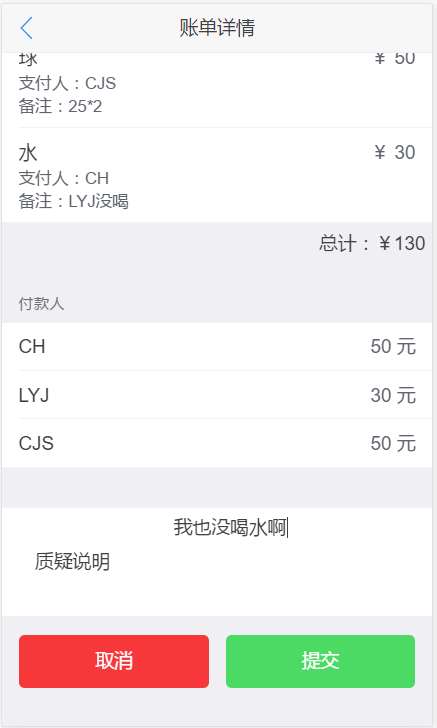 账单详情
球 ￥ 50
支付人：CJS
备注：25*2
水 ￥ 30
支付人：CH
备注：LYJ没喝
总计：￥130
付款人
CH 50 元
LYJ 30 元
CJS 50 元
我也没喝水啊
质疑说明
取消 提交